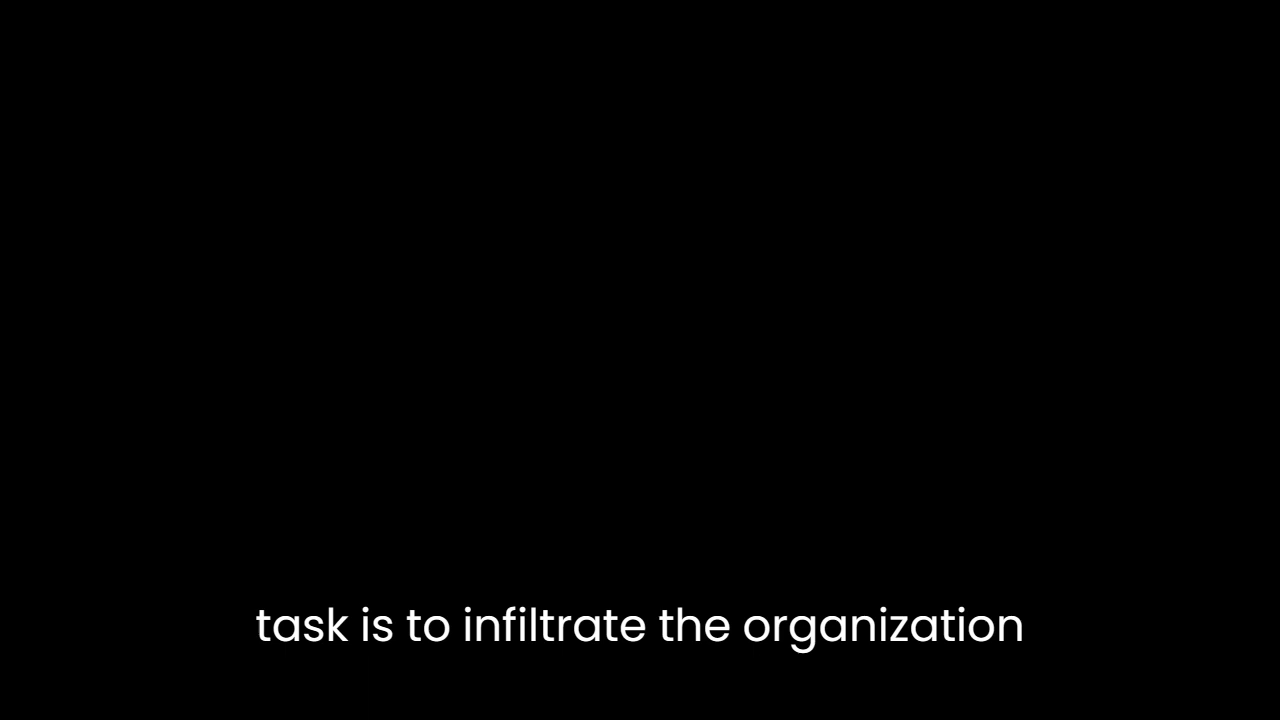 task is to infiltrate the organization